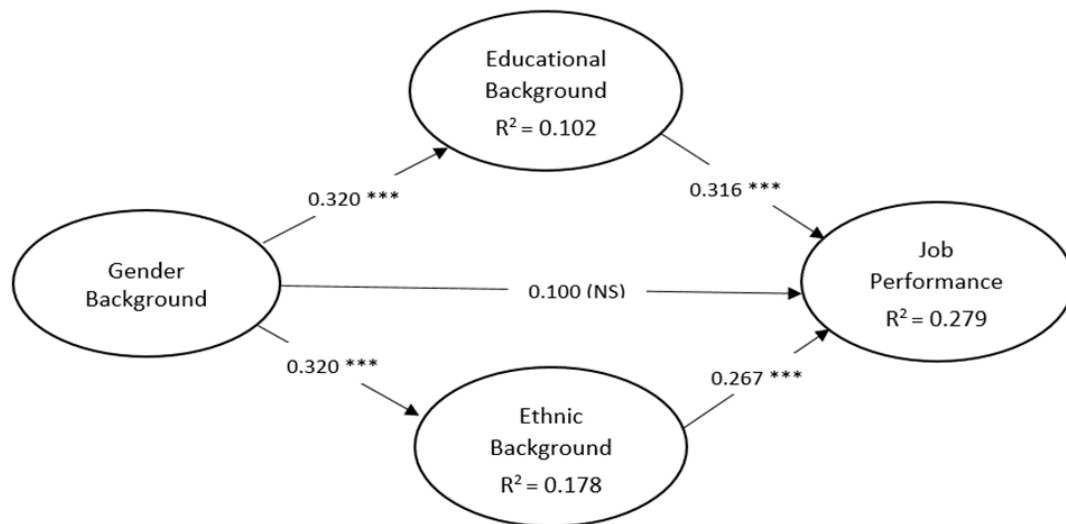 Educational
Background
R² = 0.102
0.320 ***
0.316 ***
Gender
Background
0.100 (NS)
Job
Performance
R² = 0.279
0.320 ***
0.267 ***
Ethnic
Background
R² = 0.178